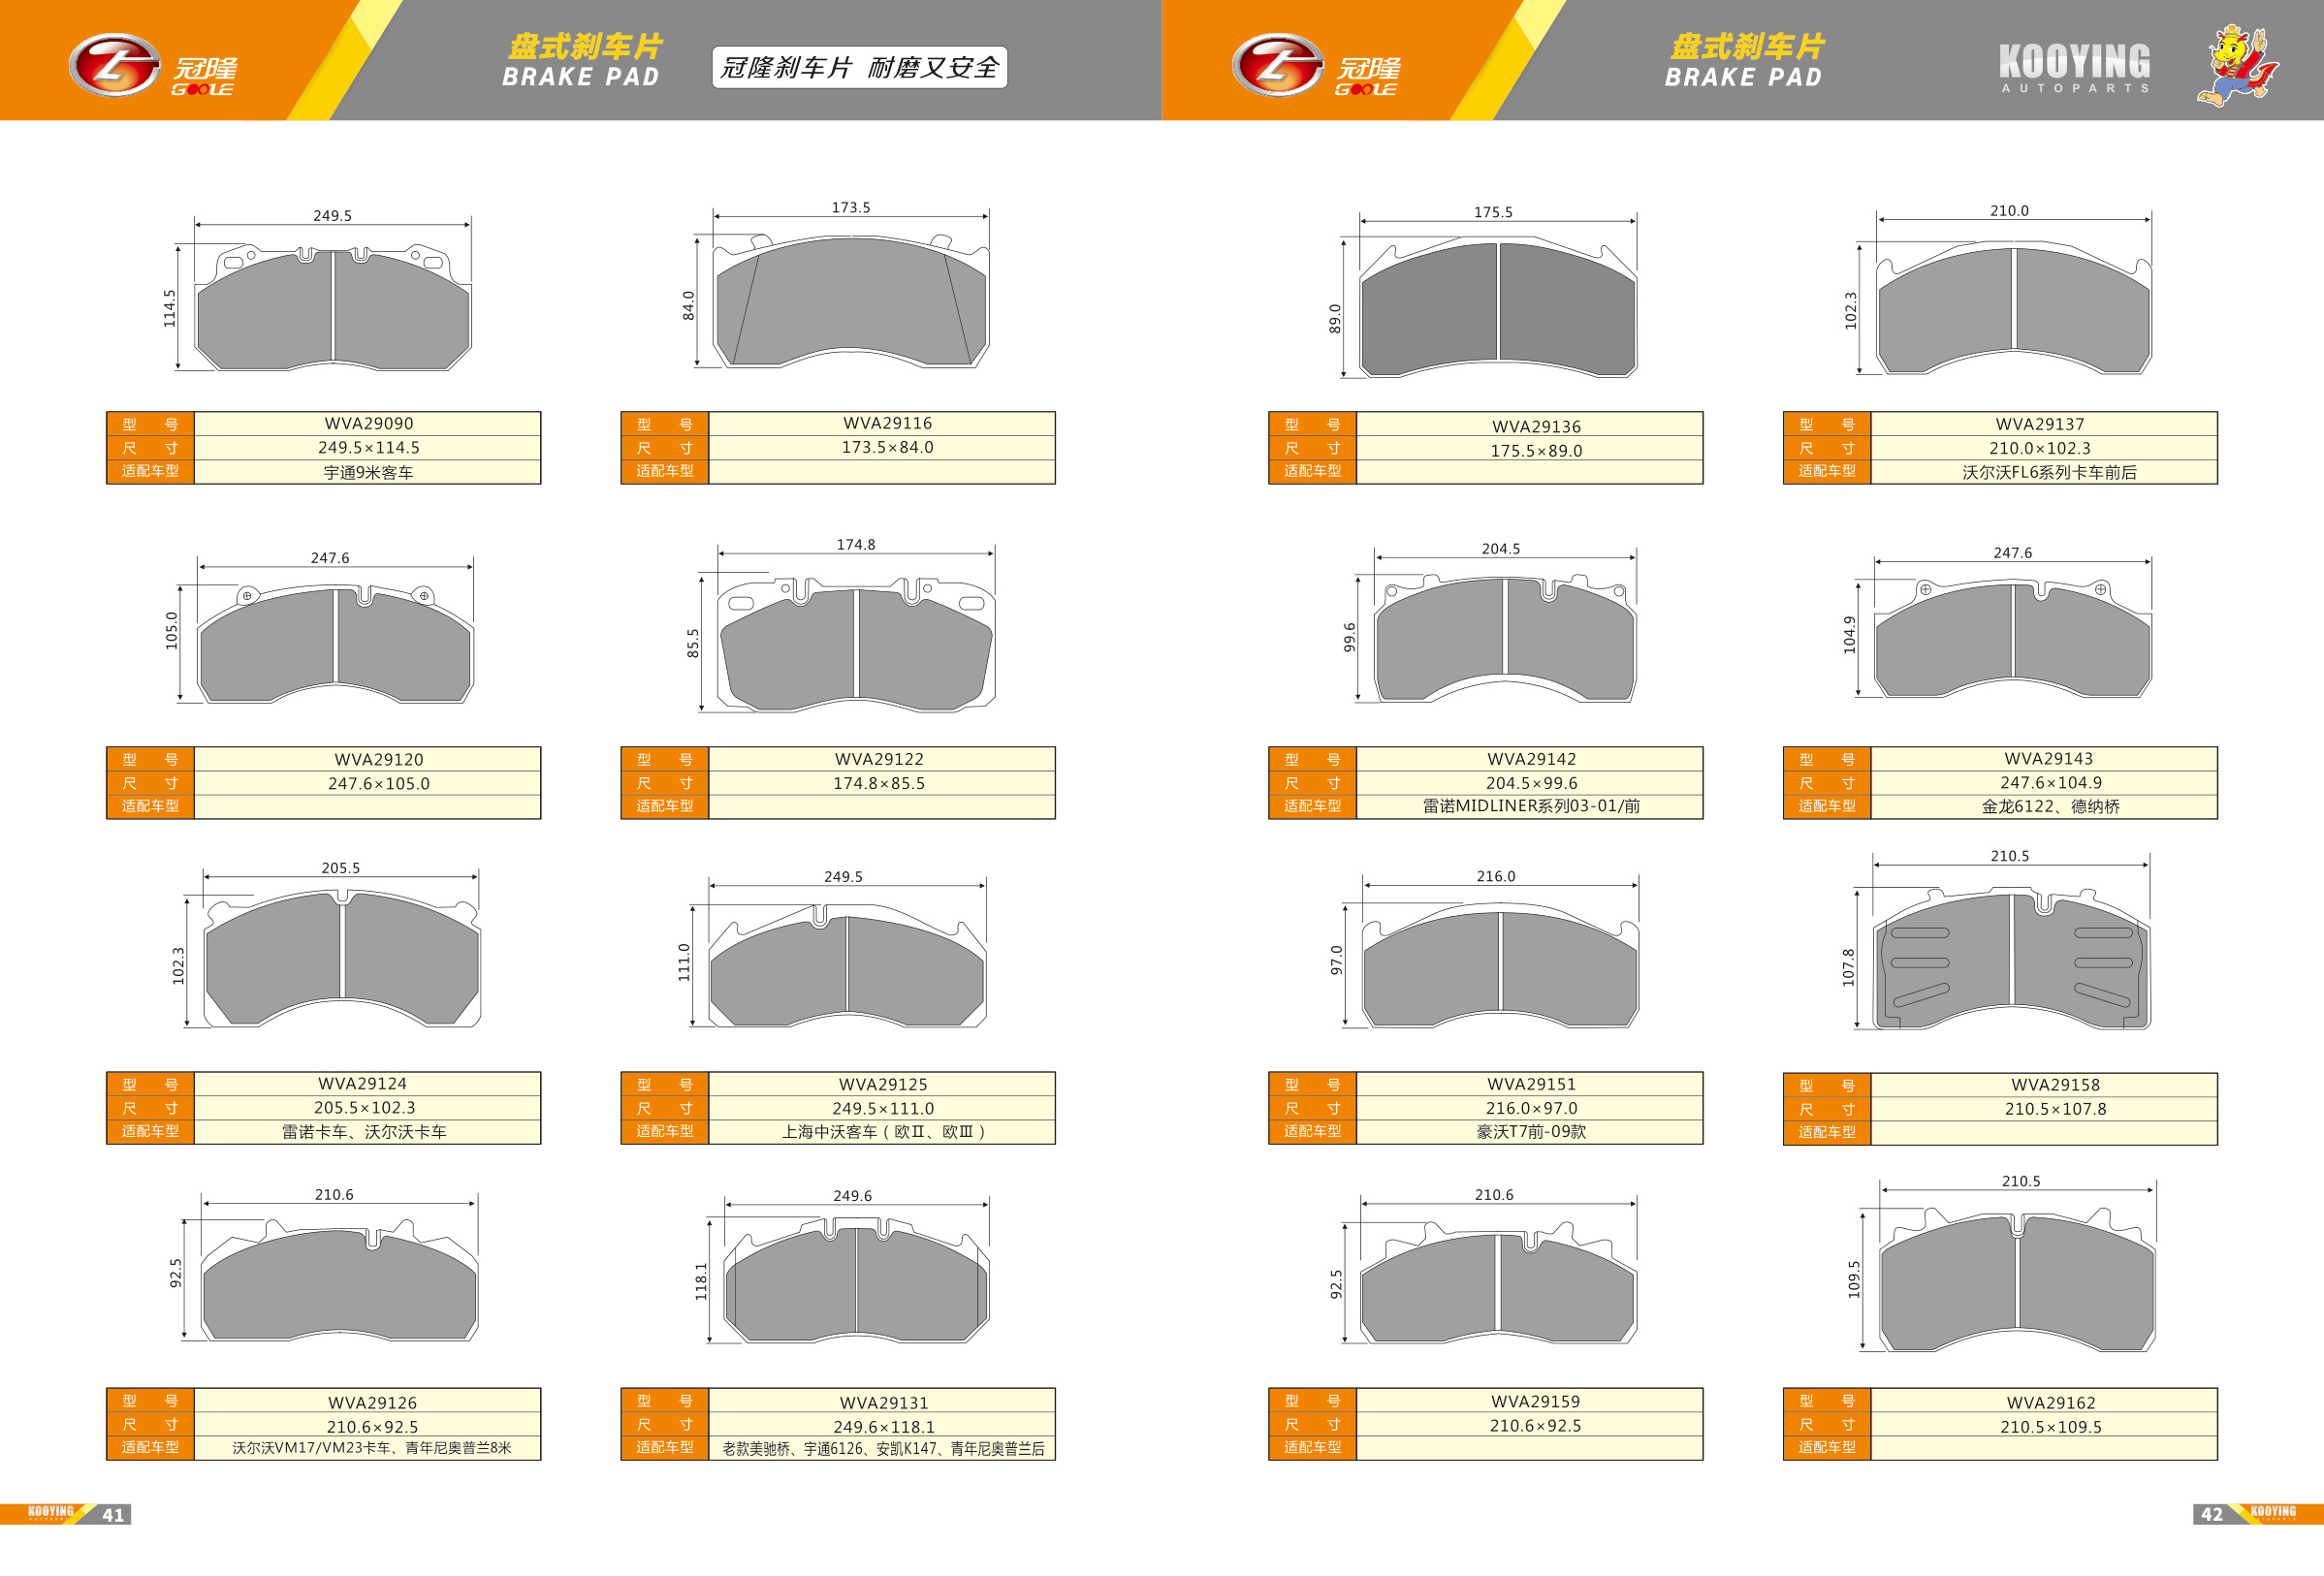 冠隆
GOOLE
盘式刹车片
BRAKE PAD
冠隆刹车片 耐磨又安全
冠隆
GOOLE
盘式刹车片
BRAKE PAD
KOOYING
AUTOPARTS
249.5
114.5
型 号 WVA29090
尺 寸 249.5×114.5
适配车型 宇通9米客车
173.5
84.0
型 号 WVA29116
尺 寸 173.5×84.0
适配车型
247.6
105.0
型 号 WVA29120
尺 寸 247.6×105.0
适配车型
174.8
85.5
型 号 WVA29122
尺 寸 174.8×85.5
适配车型
205.5
102.3
型 号 WVA29124
尺 寸 205.5×102.3
适配车型 雷诺卡车、沃尔沃卡车
249.5
111.0
型 号 WVA29125
尺 寸 249.5×111.0
适配车型 上海中沃客车（欧Ⅱ、欧Ⅲ）
210.6
92.5
型 号 WVA29126
尺 寸 210.6×92.5
适配车型 沃尔沃VM17/VM23卡车、青年尼奥普兰8米
249.6
118.1
型 号 WVA29131
尺 寸 249.6×118.1
适配车型 老款美驰桥、宇通6126、安凯K147、青年尼奥普兰后
175.5
89.0
型 号 WVA29136
尺 寸 175.5×89.0
适配车型
210.0
102.3
型 号 WVA29137
尺 寸 210.0×102.3
适配车型 沃尔沃FL6系列卡车前后
204.5
99.6
型 号 WVA29142
尺 寸 204.5×99.6
适配车型 雷诺MIDLINER系列03-01/前
247.6
104.9
型 号 WVA29143
尺 寸 247.6×104.9
适配车型 金龙6122、德纳桥
216.0
97.0
型 号 WVA29151
尺 寸 216.0×97.0
适配车型 豪沃T7前-09款
210.5
107.8
型 号 WVA29158
尺 寸 210.5×107.8
适配车型
210.6
92.5
型 号 WVA29159
尺 寸 210.6×92.5
适配车型
210.5
109.5
型 号 WVA29162
尺 寸 210.5×109.5
适配车型
KOOYING
AUTOPARTS
41
42
KOOYING
AUTOPARTS